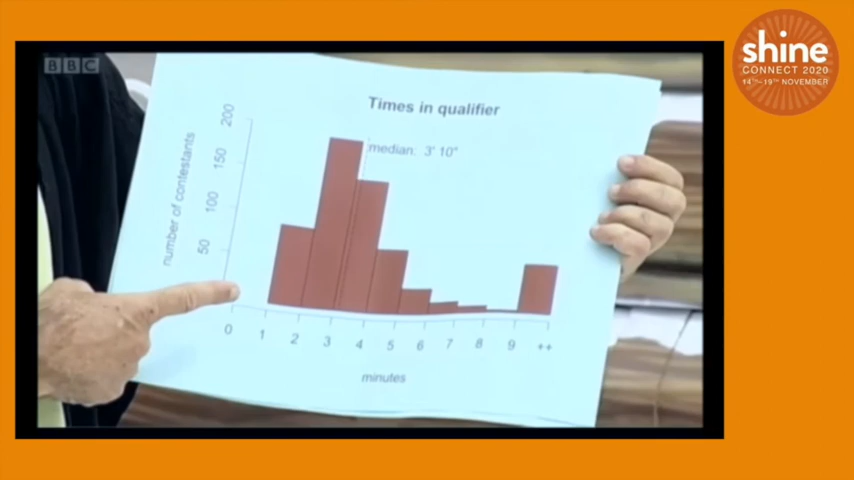 BBC
shine
CONNECT 2020
14TH–19TH NOVEMBER
Times in qualifier
median: 3' 10"
number of contestants
200
150
100
50
0 1 2 3 4 5 6 7 8 9 ++
minutes